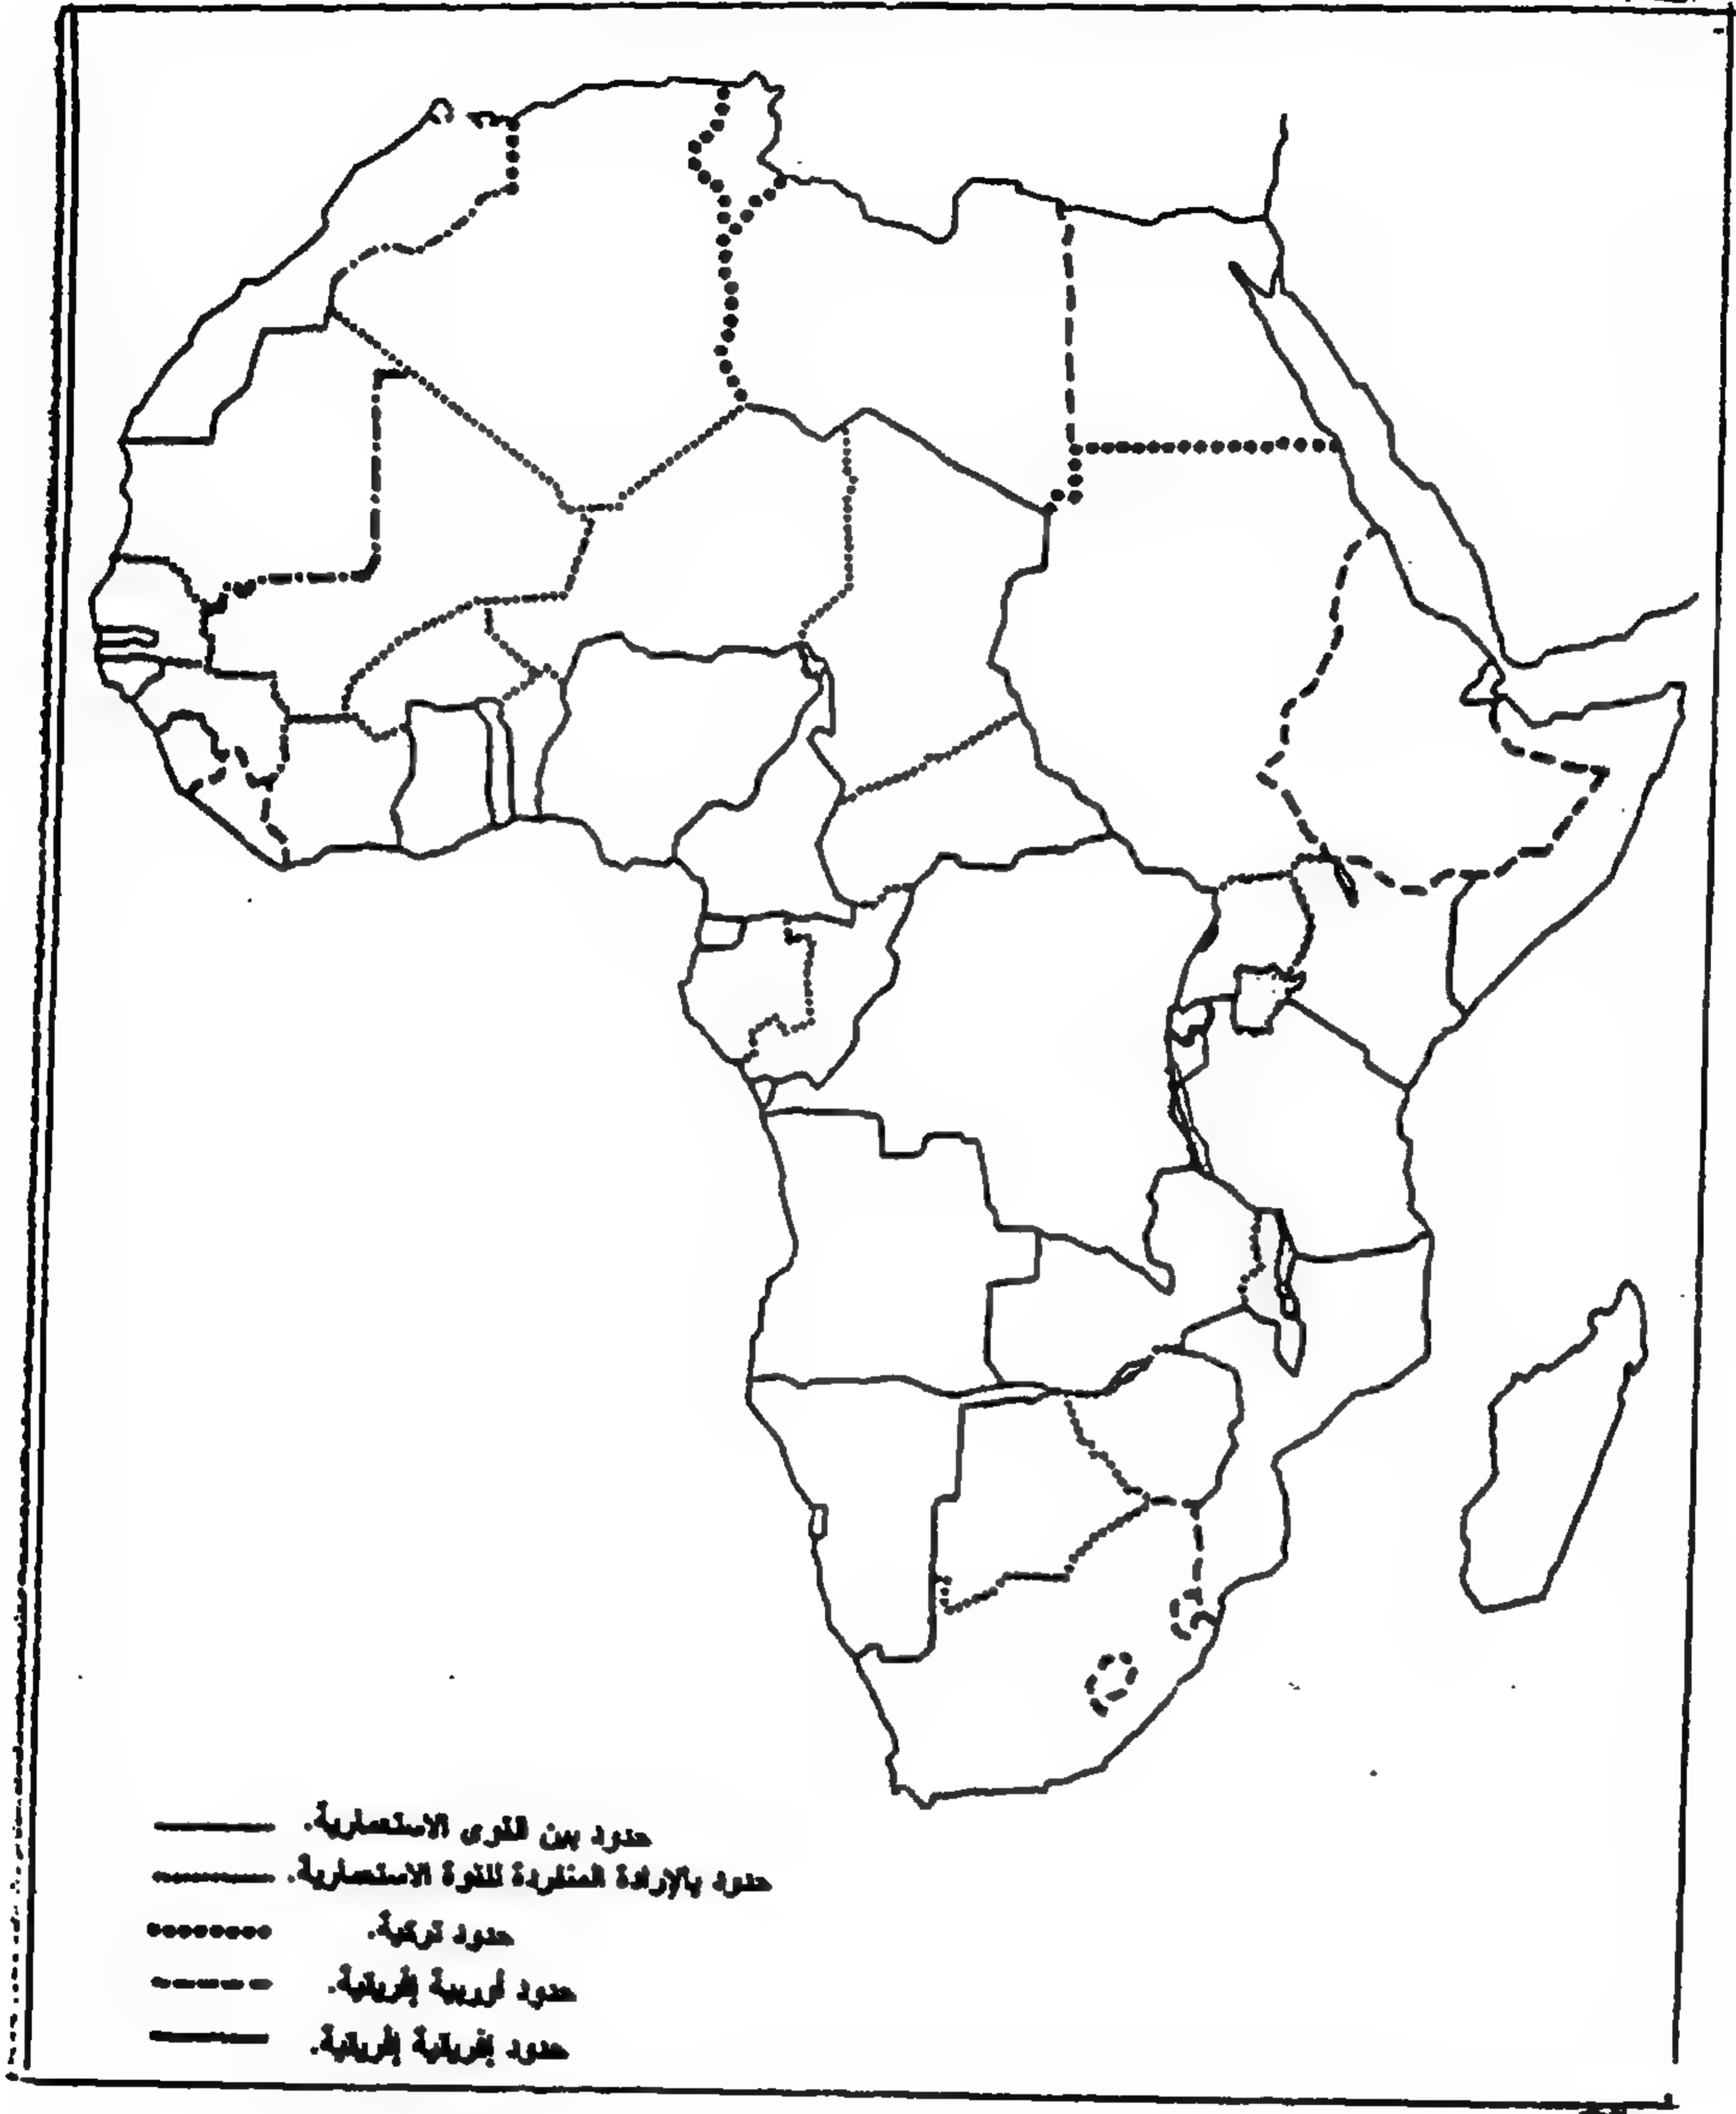 حدود بين القوى الاستعمارية.
حدود بالإرادة المنفردة للقوة الاستعمارية.
حدود تركية.
حدود أوربية إفريقية.
حدود إفريقية إفريقية.